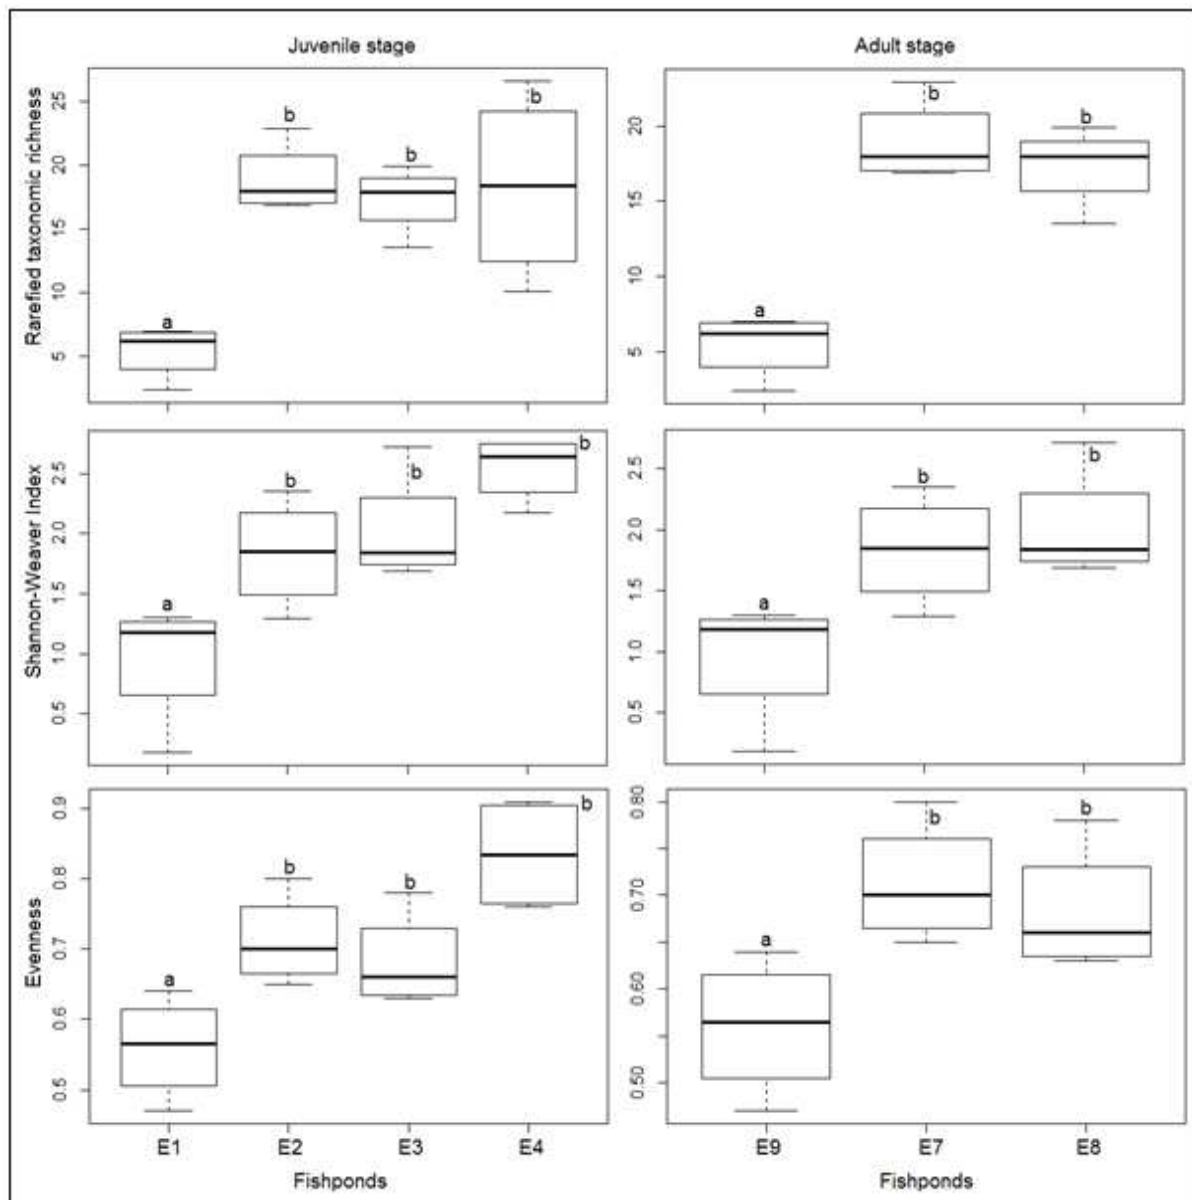 Juvenile stage
Adult stage
Rarefied taxonomic richness
25
20
15
10
5
a
b
b
b
20
15
10
5
a
b
b
Shannon-Weaver Index
2.5
2.0
1.5
1.0
0.5
a
b
b
b
2.5
2.0
1.5
1.0
0.5
a
b
b
Evenness
0.9
0.8
0.7
0.6
0.5
a
b
b
b
0.80
0.70
0.60
0.50
a
b
b
E1 E2 E3 E4
E9 E7 E8
Fishponds
Fishponds